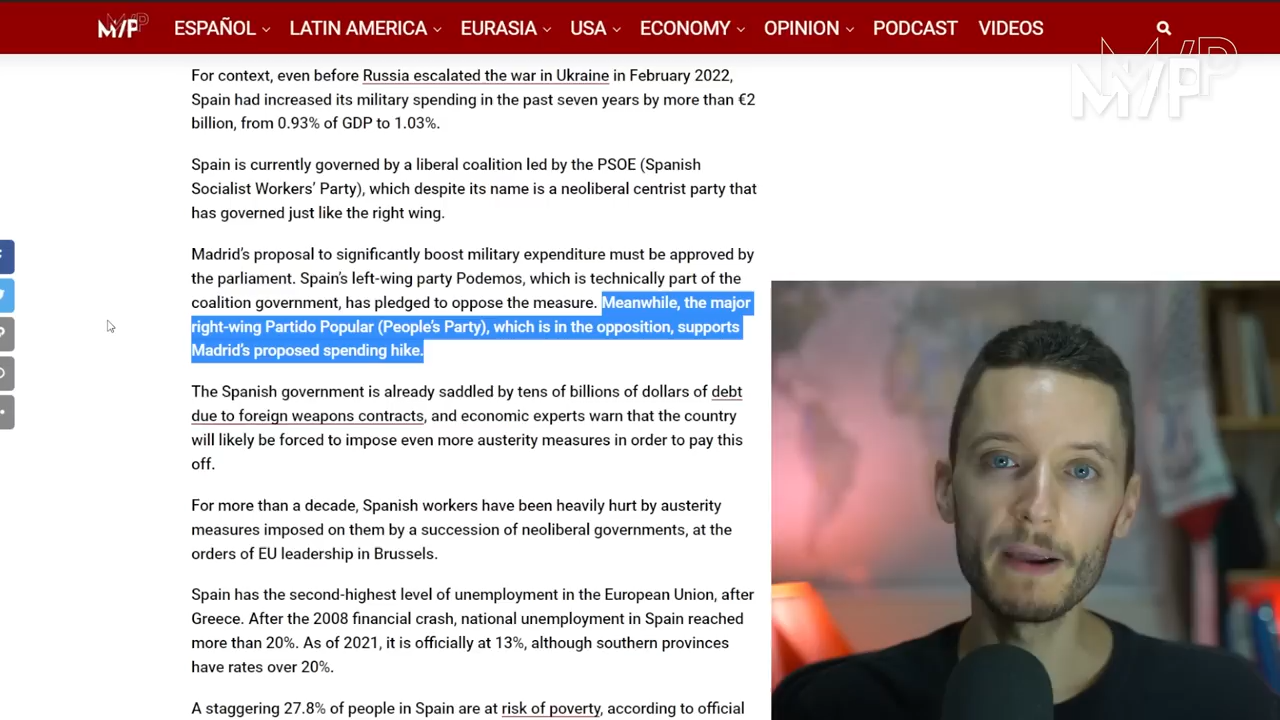 M/P ESPAÑOL LATIN AMERICA EURASIA USA ECONOMY OPINION PODCAST VIDEOS
M/P
For context, even before Russia escalated the war in Ukraine in February 2022,
Spain had increased its military spending in the past seven years by more than €2
billion, from 0.93% of GDP to 1.03%.
Spain is currently governed by a liberal coalition led by the PSOE (Spanish
Socialist Workers’ Party), which despite its name is a neoliberal centrist party that
has governed just like the right wing.
Madrid’s proposal to significantly boost military expenditure must be approved by
the parliament. Spain’s left-wing party Podemos, which is technically part of the
coalition government, has pledged to oppose the measure. Meanwhile, the major
right-wing Partido Popular (People’s Party), which is in the opposition, supports
Madrid’s proposed spending hike.
The Spanish government is already saddled by tens of billions of dollars of debt
due to foreign weapons contracts, and economic experts warn that the country
will likely be forced to impose even more austerity measures in order to pay this
off.
For more than a decade, Spanish workers have been heavily hurt by austerity
measures imposed on them by a succession of neoliberal governments, at the
orders of EU leadership in Brussels.
Spain has the second-highest level of unemployment in the European Union, after
Greece. After the 2008 financial crash, national unemployment in Spain reached
more than 20%. As of 2021, it is officially at 13%, although southern provinces
have rates over 20%.
A staggering 27.8% of people in Spain are at risk of poverty, according to official